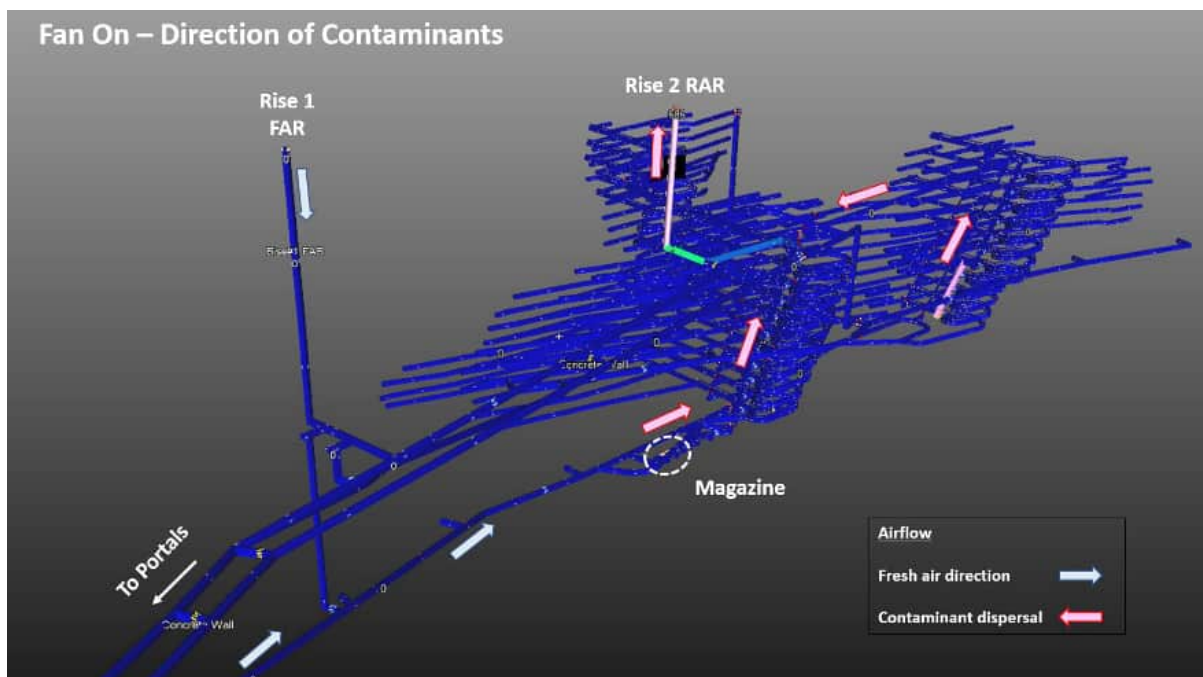 Fan On – Direction of Contaminants
Rise 1
FAR
Rise 2 RAR
Concrete Wall
Magazine
To Portals
Concrete Wall
Airflow
Fresh air direction
Contaminant dispersal